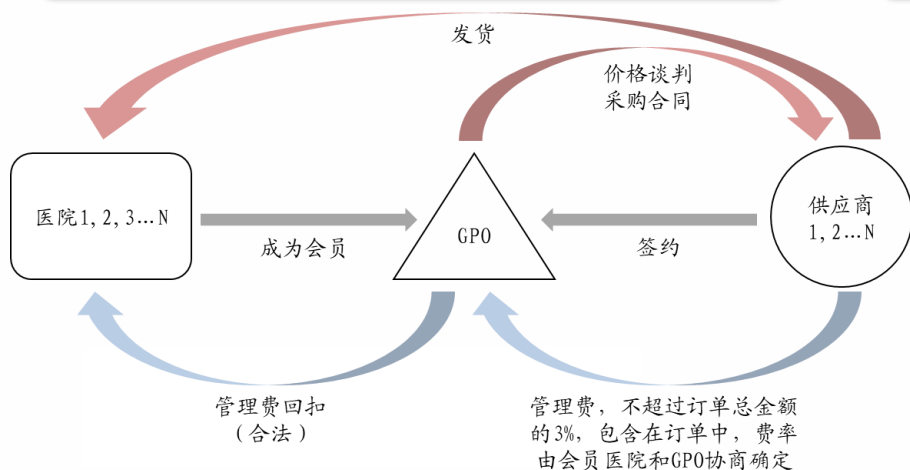 发货
价格谈判
采购合同
医院1,2,3…N
成为会员
GPO
签约
供应商
1,2…N
管理费回扣
(合法)
管理费,不超过订单总金额
的3%,包含在订单中,费率
由会员医院和GPO协商确定